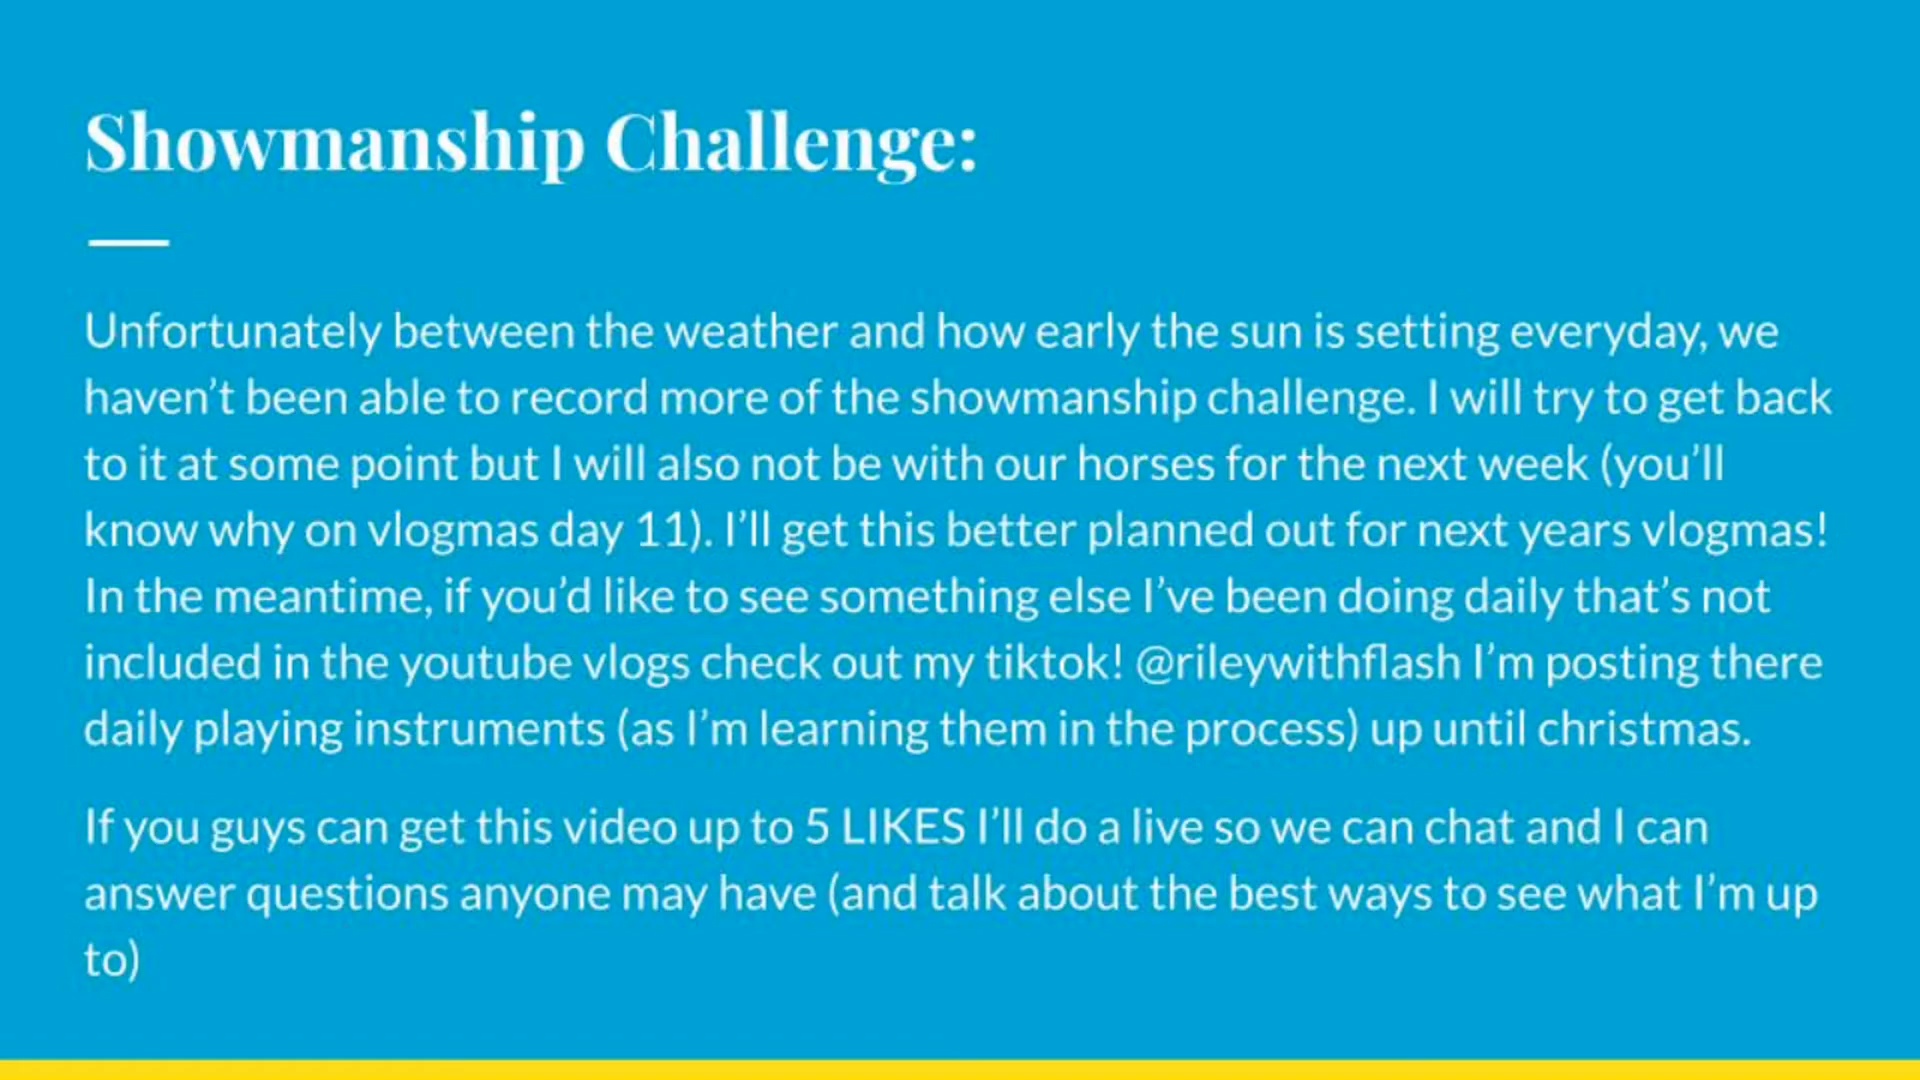 Showmanship Challenge:
Unfortunately between the weather and how early the sun is setting everyday, we
haven’t been able to record more of the showmanship challenge. I will try to get back
to it at some point but I will also not be with our horses for the next week (you’ll
know why on vlogmas day 11). I’ll get this better planned out for next years vlogmas!
In the meantime, if you’d like to see something else I’ve been doing daily that’s not
included in the youtube vlogs check out my tiktok! @rileywithflash I’m posting there
daily playing instruments (as I’m learning them in the process) up until christmas.
If you guys can get this video up to 5 LIKES I’ll do a live so we can chat and I can
answer questions anyone may have (and talk about the best ways to see what I’m up
to)